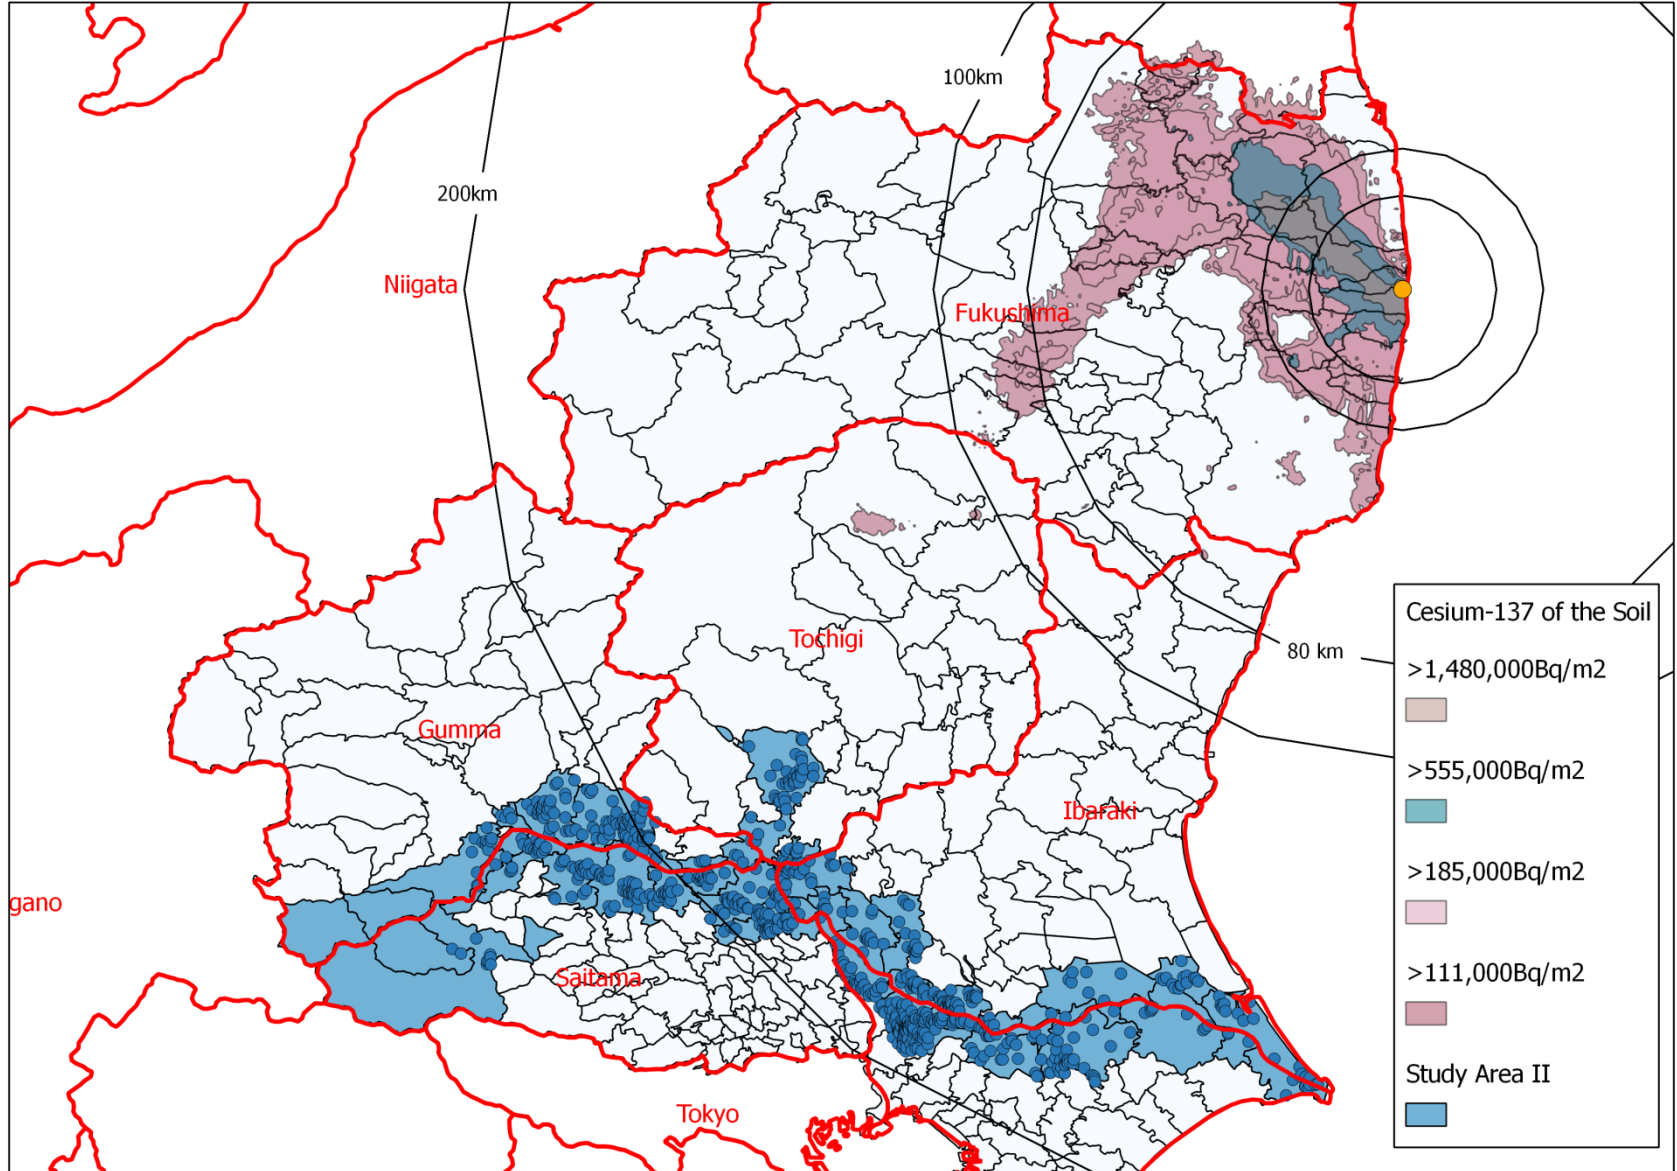 100km
200km
Niigata
Fukushima
Tochigi
80 km
Gumma
Ibaraki
gano
Saitama
Tokyo
Cesium-137 of the Soil
>1,480,000Bq/m2
>555,000Bq/m2
>185,000Bq/m2
>111,000Bq/m2
Study Area II